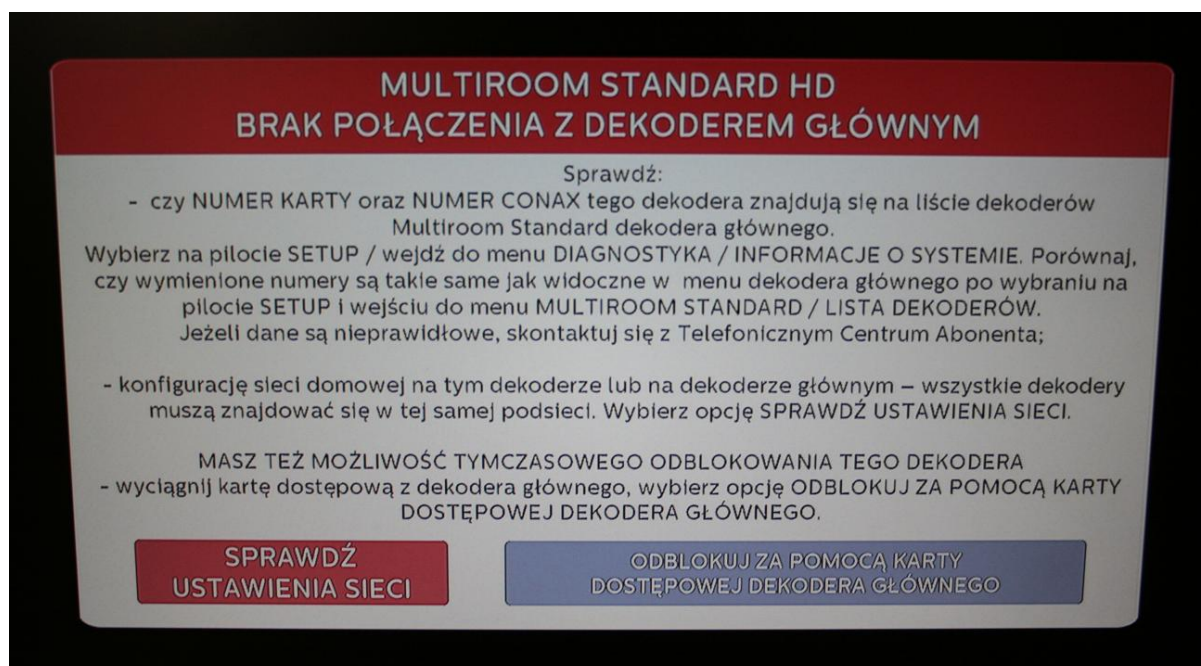 MULTIROOM STANDARD HD
BRAK POŁĄCZENIA Z DEKODEREM GŁÓWNYM
Sprawdź:
- czy NUMER KARTY oraz NUMER CONAX tego dekodera znajdują się na liście dekoderów
Multiroom Standard dekodera głównego.
Wybierz na pilocie SETUP / wejdź do menu DIAGNOSTYKA / INFORMACJE O SYSTEMIE. Porównaj,
czy wymienione numery są takie same jak widoczne w menu dekodera głównego po wybraniu na
pilocie SETUP i wejściu do menu MULTIROOM STANDARD / LISTA DEKODERÓW.
Jeżeli dane są nieprawidłowe, skontaktuj się z Telefonicznym Centrum Abonenta;
- konfigurację sieci domowej na tym dekoderze lub na dekoderze głównym – wszystkie dekodery
muszą znajdować się w tej samej podsieci. Wybierz opcję SPRAWDŹ USTAWIENIA SIECI.
MASZ TEŻ MOŻLIWOŚĆ TYMCZASOWEGO ODBLOKOWANIA TEGO DEKODERA
- wyciągnij kartę dostępową z dekodera głównego, wybierz opcję ODBLOKUJ ZA POMOCĄ KARTY
DOSTĘPOWEJ DEKODERA GŁÓWNEGO.
SPRAWDŹ
USTAWIENIA SIECI
ODBLOKUJ ZA POMOCĄ KARTY
DOSTĘPOWEJ DEKODERA GŁÓWNEGO